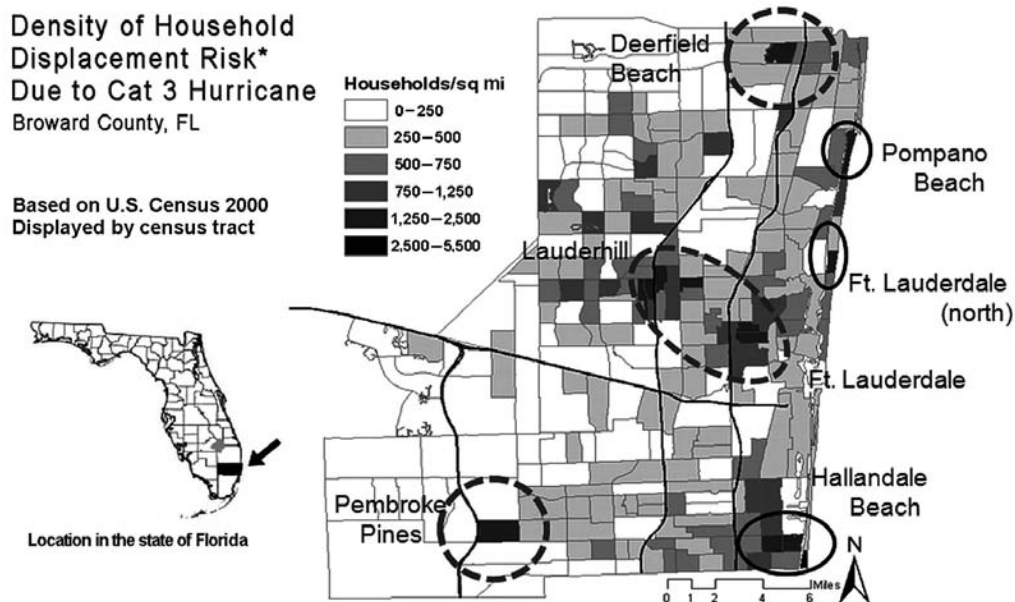 Density of Household
Displacement Risk*
Due to Cat 3 Hurricane
Broward County, FL
Based on U.S. Census 2000
Displayed by census tract
Households/sq mi
0–250
250–500
500–750
750–1,250
1,250–2,500
2,500–5,500
Deerfield
Beach
Pompano
Beach
Lauderhill
Ft. Lauderdale
(north)
Ft. Lauderdale
Hallandale
Beach
Pembroke
Pines
Location in the state of Florida
N
Miles
0 1 2 4 6